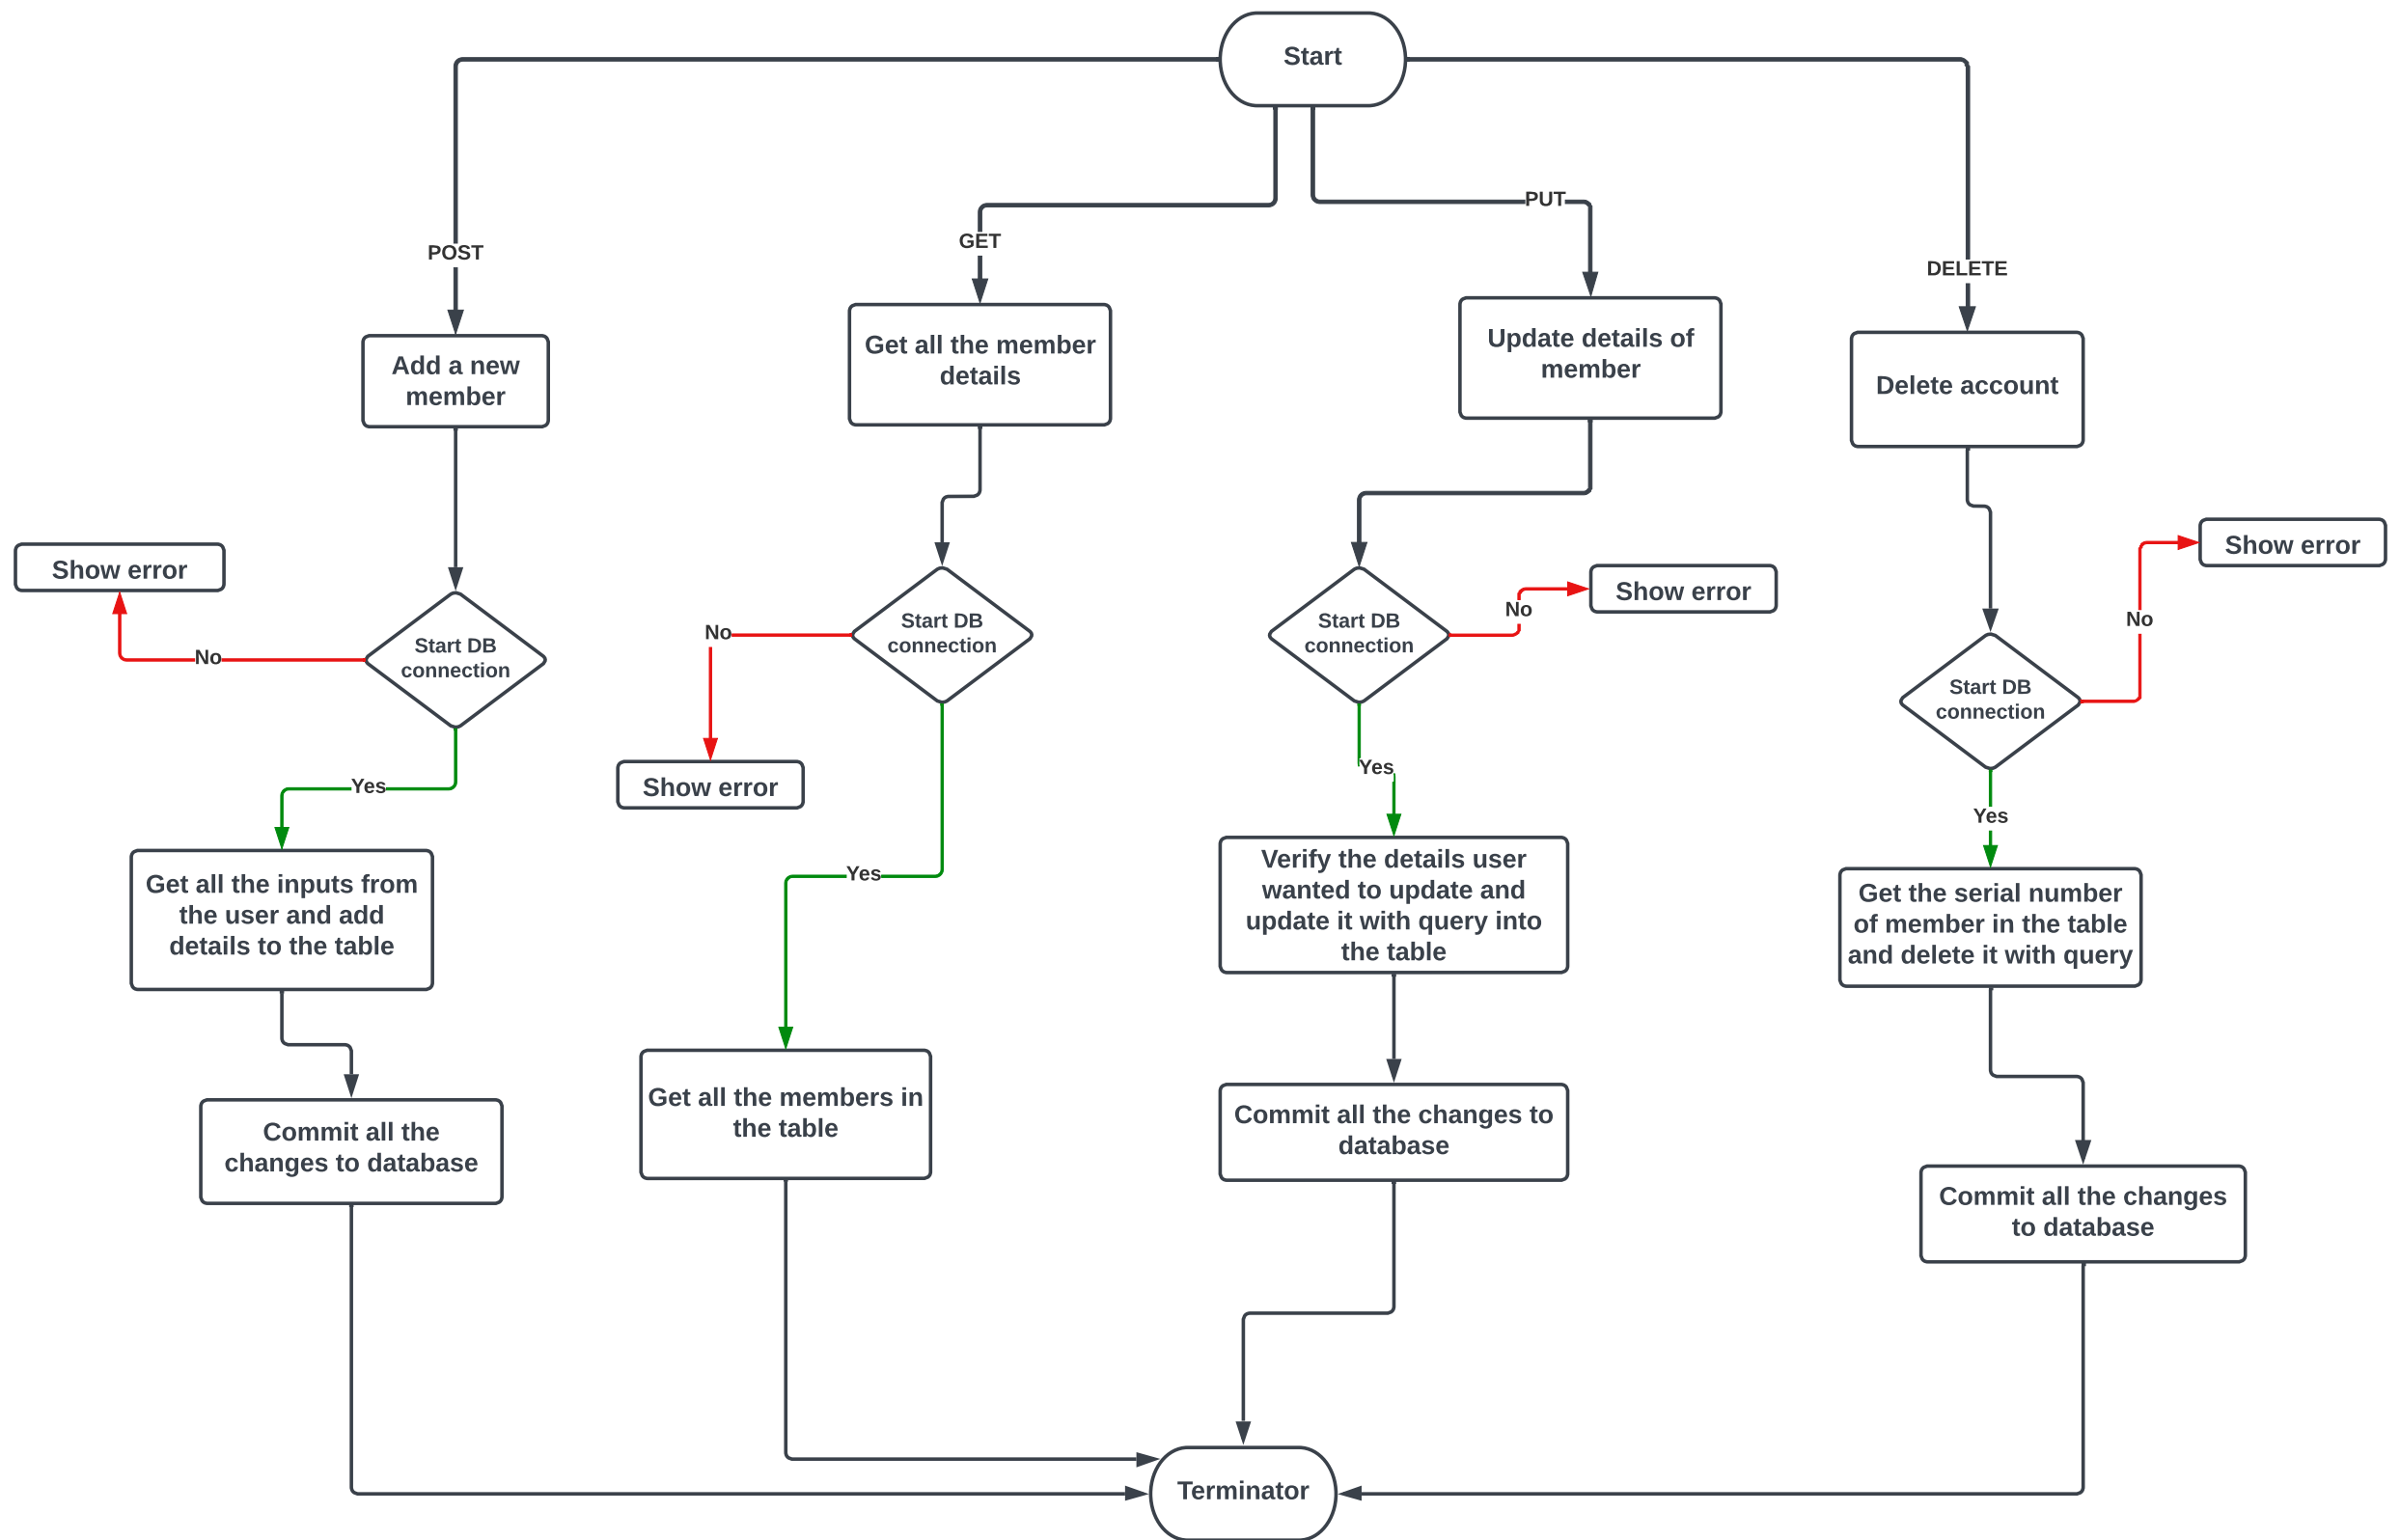 Start
POST
GET
PUT
DELETE
Add a new
member
Get all the member
details
Update details of
member
Delete account
Show error
No
Start DB
connection
Yes
Get all the inputs from
the user and add
details to the table
Commit all the
changes to database
No
Start DB
connection
Show error
Yes
Get all the members in
the table
Start DB
connection
No
Show error
Yes
Verify the details user
wanted to update and
update it with query into
the table
Commit all the changes to
database
Show error
No
Start DB
connection
Yes
Get the serial number
of member in the table
and delete it with query
Commit all the changes
to database
Terminator